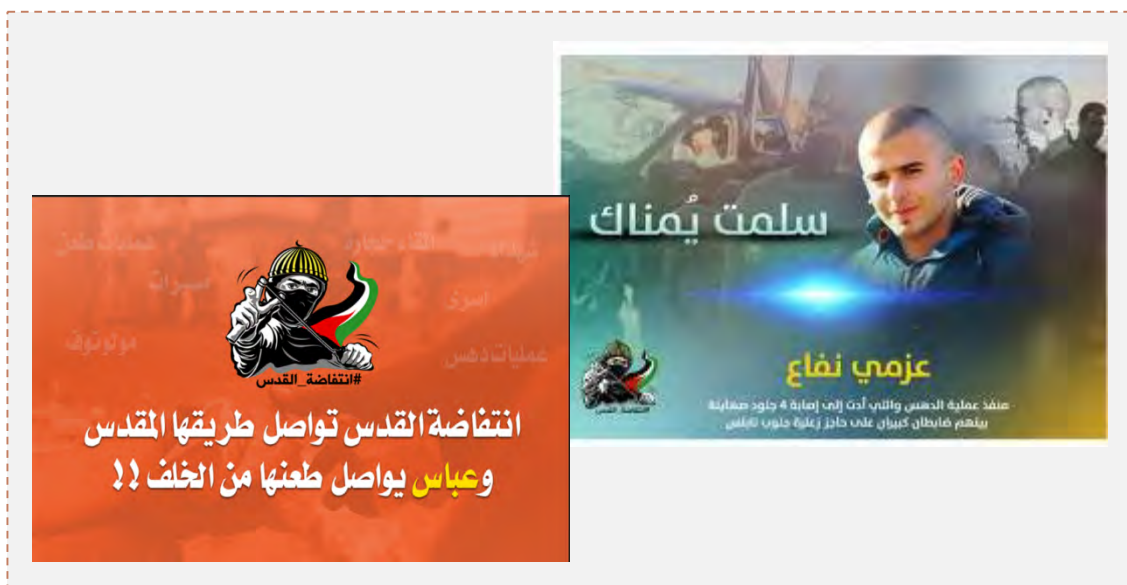 سلمت يُمناك
عزمي نفاع
منفذ عملية الدهس والتي أدت إلى إصابة 4 جنود صهاينة
بينهم ضابطان كبيران على حاجز زعترة جنوب نابلس
عمليات طعن
القاء حجارة
شهداء
أسيرات
اسرى
مولوتوف
عمليات دهس
#انتفاضة_القدس
انتفاضة القدس تواصل طريقها المقدس
وعباس يواصل طعنها من الخلف !!